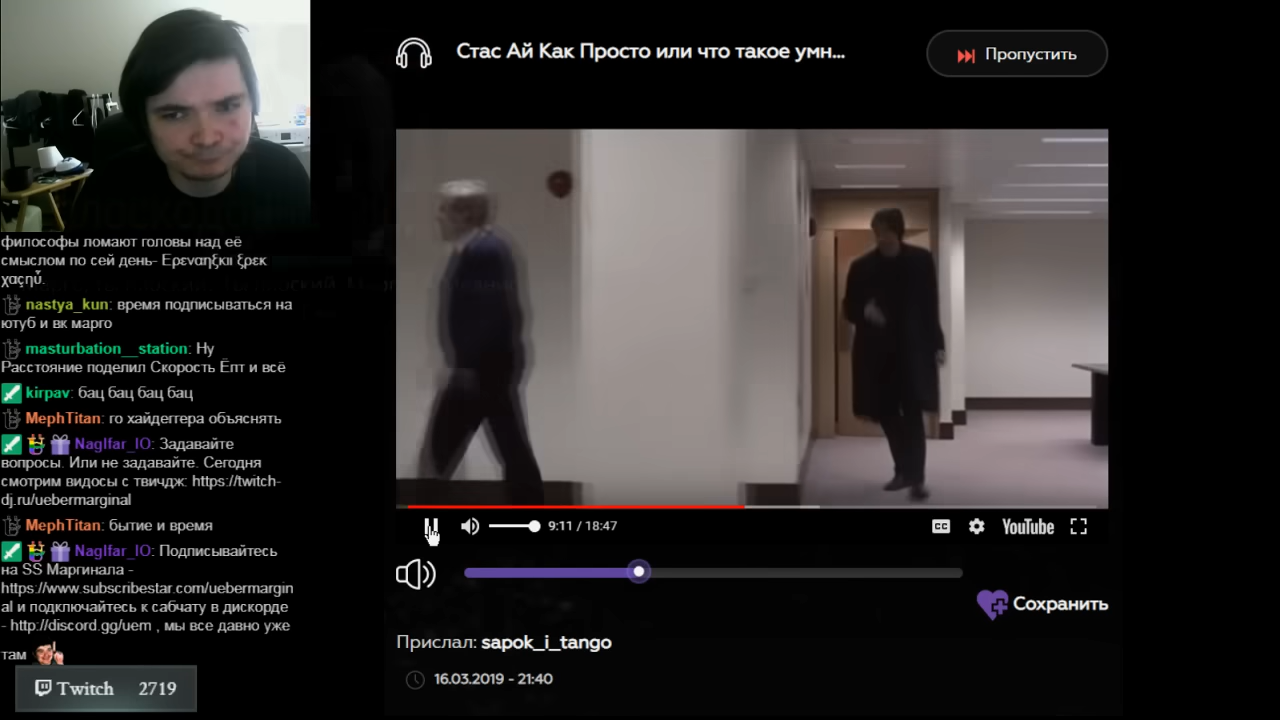 Стас Ай Как Просто или что такое умн...
Пропустить
философы ломают головы над её
смыслом по сей день- Ερεναηξκιι ξρεκ
nastya_kun: время подписываться на
ютуб и вк марго
masturbation__station: Ну
Расстояние поделил Скорость Ёпт и всё
kirpav: бац бац бац бац
MephTitan: го хайдеггера объяснять
NagIfar_IO: Задавайте
вопросы. Или не задавайте. Сегодня
смотрим видосы с твичдж: https://twitch-
dj.ru/uebermarginal
MephTitan: бытие и время
NagIfar_IO: Подписывайтесь
на SS Маргинала -
https://www.subscribestar.com/uebermargin
al и подключайтесь к сабчату в дискорде
- http://discord.gg/uem , мы все давно уже
там
Twitch 2719
9:11 / 18:47
CC
YouTube
Сохранить
Прислал: sapok_i_tango
16.03.2019 - 21:40